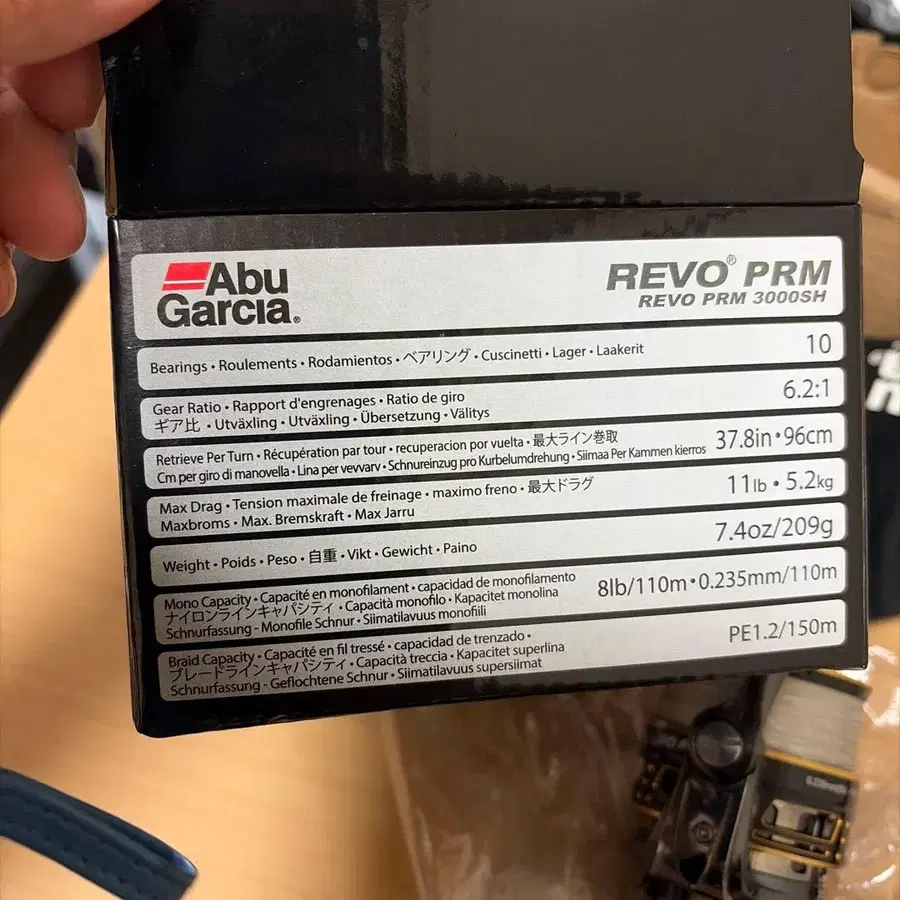 Abu
Garcia®
REVO® PRM
REVO PRM 3000SH
Bearings • Roulements • Rodamientos • ベアリング • Cuscinetti • Lager • Laakerit
10
Gear Ratio • Rapport d'engrenages • Ratio de giro
ギア比 • Utväxling • Utväxling • Übersetzung • Välitys
6.2:1
Retrieve Per Turn • Récupération par tour • recuperacion por vuelta • 最大ライン巻取
Cm per giro di manovella • Lina per vevvarv • Schnureinzug pro Kurbelumdrehung • Siimaa Per Kammen kierros
37.8in • 96cm
Max Drag • Tension maximale de freinage • maximo freno • 最大ドラグ
Maxbroms • Max. Bremskraft • Max Jarru
11lb • 5.2kg
Weight • Poids • Peso • 自重 • Vikt • Gewicht • Paino
7.4oz/209g
Mono Capacity • Capacité en monofilament • capacidad de monofilamento
ナイロンラインキャパシティ • Capacità monofilo • Kapacitet monolina
Schnurfassung - Monofile Schnur • Siimatilavuus monofiili
8lb/110m • 0.235mm/110m
Braid Capacity • Capacité en fil tressé • capacidad de trenzado •
ブレードラインキャパシティ • Capacità treccia • Kapacitet superlina
Schnurfassung - Geflochtene Schnur • Siimatilavuus supersiimat
PE1.2/150m